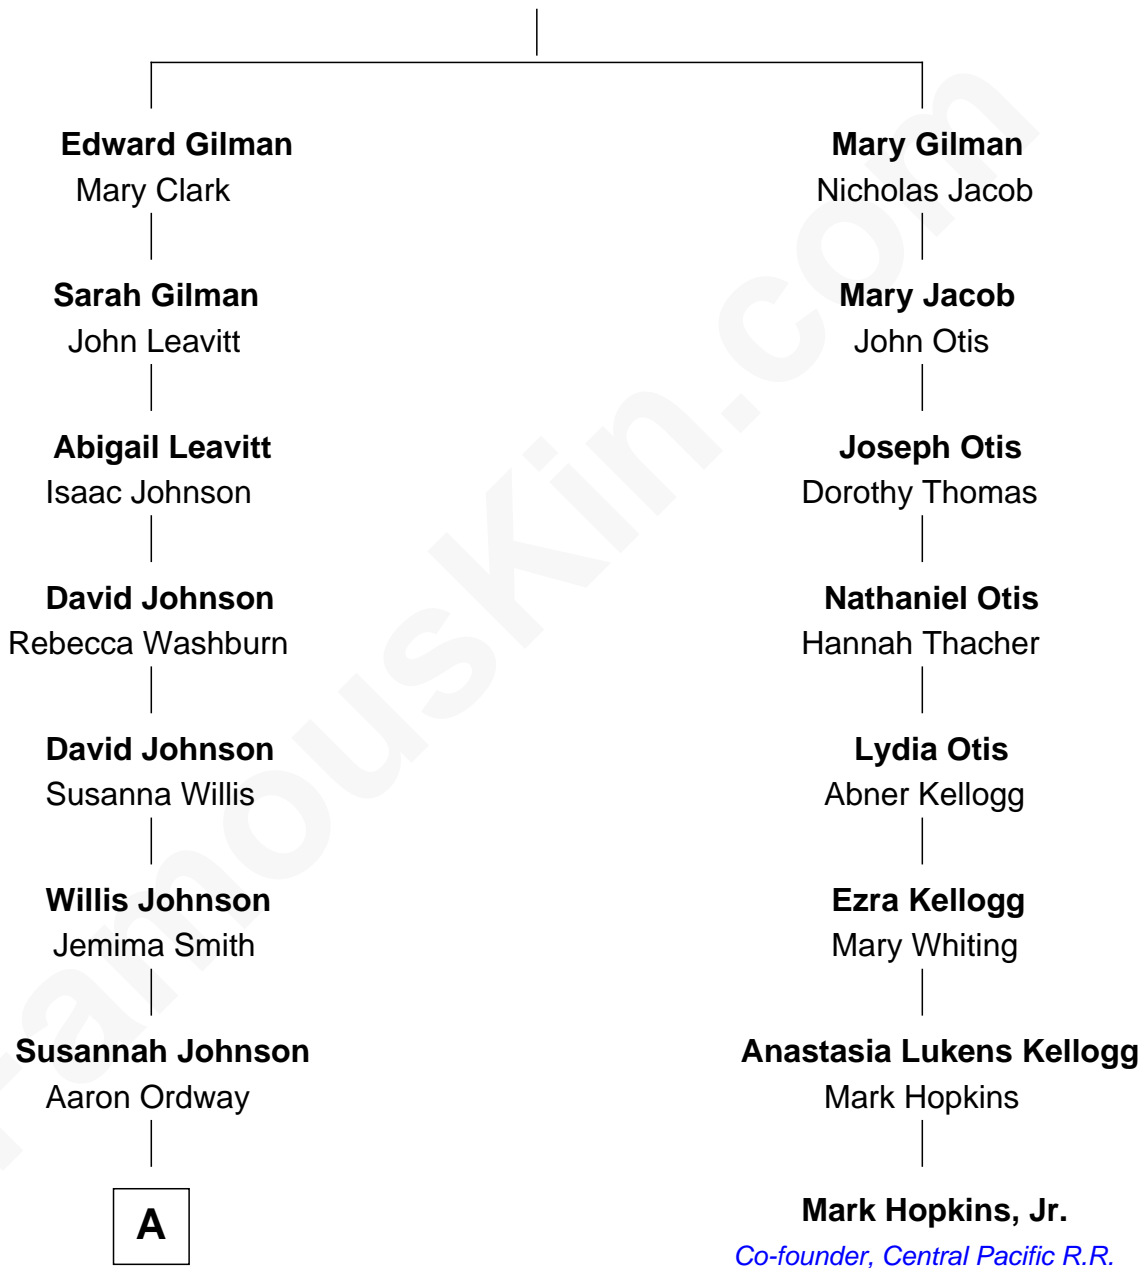 Edward Gilman
Mary Clark
Sarah Gilman
John Leavitt
Abigail Leavitt
Isaac Johnson
David Johnson
Rebecca Washburn
David Johnson
Susanna Willis
Willis Johnson
Jemima Smith
Susannah Johnson
Aaron Ordway
A
Mary Gilman
Nicholas Jacob
Mary Jacob
John Otis
Joseph Otis
Dorothy Thomas
Nathaniel Otis
Hannah Thacher
Lydia Otis
Abner Kellogg
Ezra Kellogg
Mary Whiting
Anastasia Lukens Kellogg
Mark Hopkins
Mark Hopkins, Jr.
Co-founder, Central Pacific R.R.
FamousKin.com